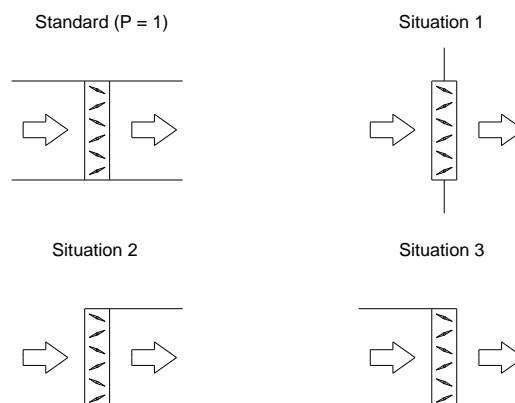 Standard (P = 1)
Situation 1
Situation 2
Situation 3